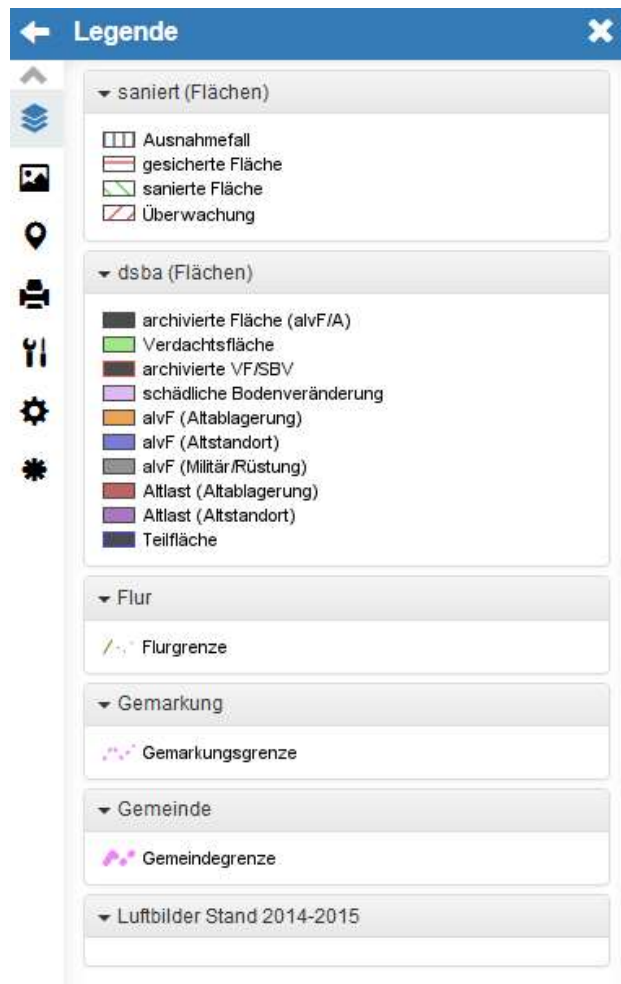 Legende
saniert (Flächen)
Ausnahmefall
gesicherte Fläche
sanierte Fläche
Überwachung
dsba (Flächen)
archivierte Fläche (alvF/A)
Verdachtsfläche
archivierte VF/SBV
schädliche Bodenveränderung
alvF (Altablagerung)
alvF (Altstandort)
alvF (Militär/Rüstung)
Altlast (Altablagerung)
Altlast (Altstandort)
Teilfläche
Flur
Flurgrenze
Gemarkung
Gemarkungsgrenze
Gemeinde
Gemeindegrenze
Luftbilder Stand 2014-2015